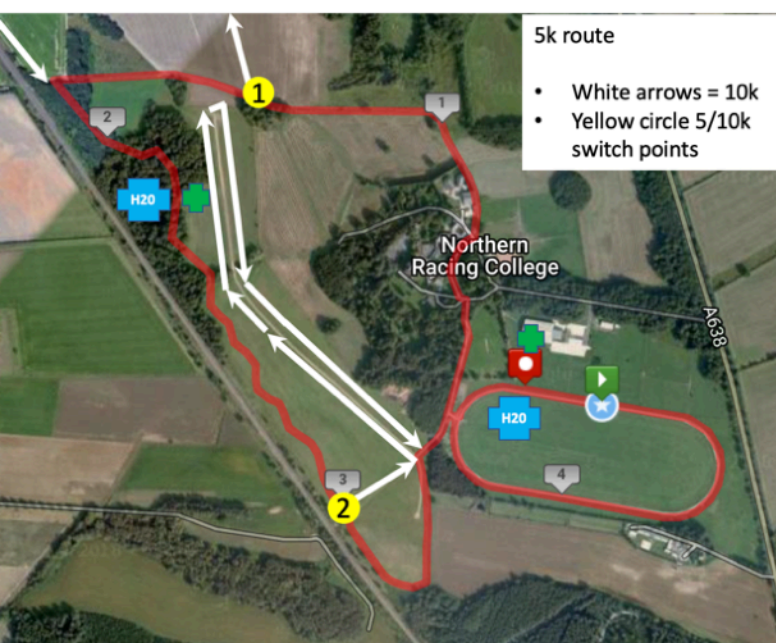 5k route
• White arrows = 10k
• Yellow circle 5/10k
switch points
1
1
2
H20
Northern
Racing College
A638
H20
3
4
2